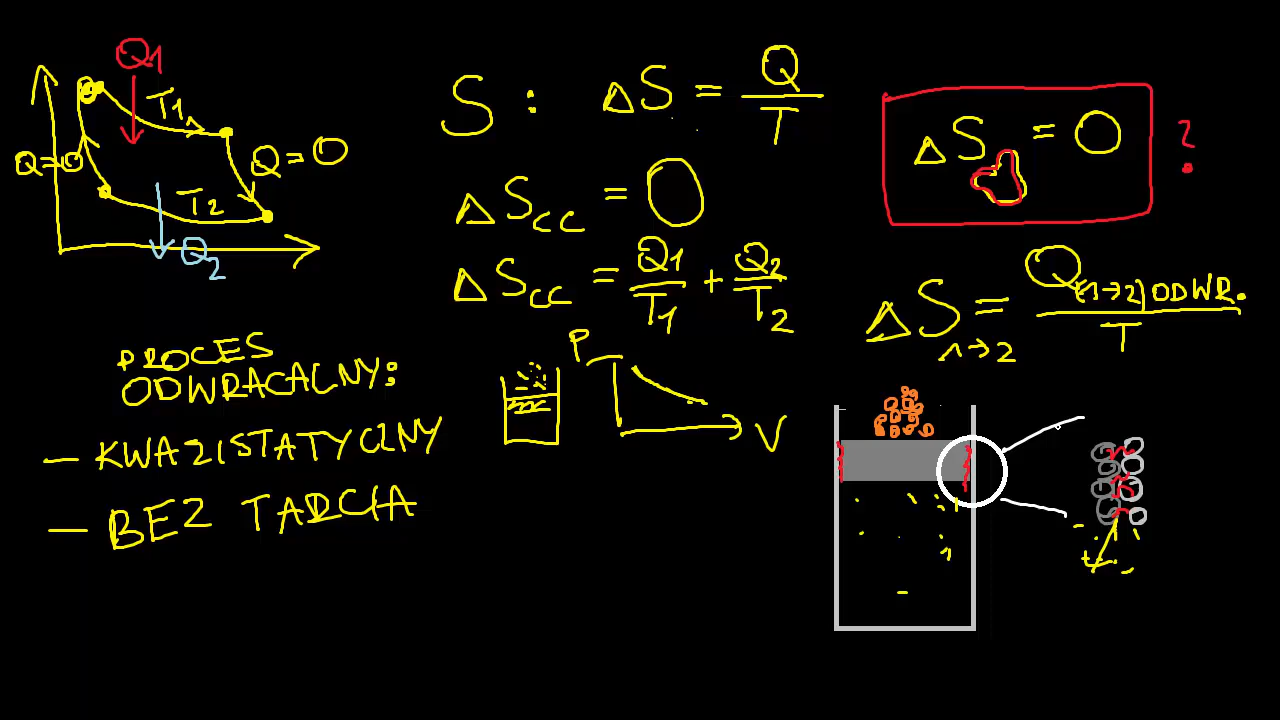 Q1
T1
Q=0
Q=0
T2
Q2
S: ΔS = Q/T
ΔScc = 0
ΔScc = Q1/T1 + Q2/T2
ΔS = 0 ?
ΔS1→2 = Q(1→2) ODWR./T
PROCES
ODWRACALNY:
- KWAZISTATYCZNY
- BEZ TARCIA
P
V